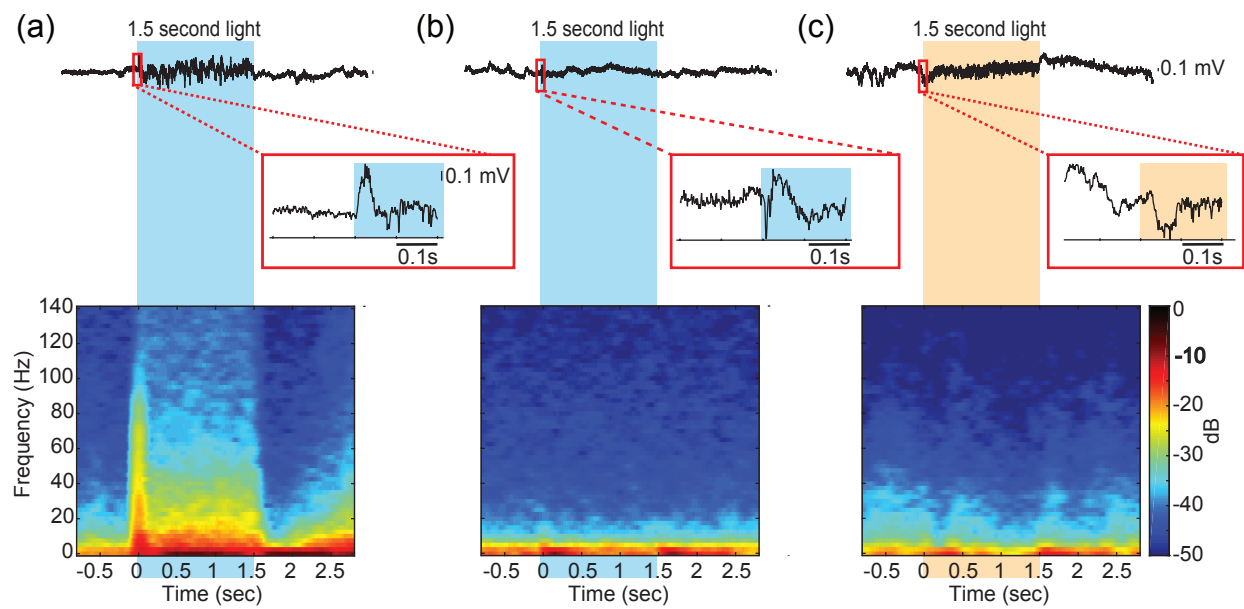 (a)
1.5 second light
(b)
1.5 second light
(c)
1.5 second light
0.1 mV
0.1 mV
0.1s
0.1s
0.1s
Frequency (Hz)
140
120
100
80
60
40
20
0
-0.5 0 0.5 1 1.5 2 2.5
Time (sec)
-0.5 0 0.5 1 1.5 2 2.5
Time (sec)
-0.5 0 0.5 1 1.5 2 2.5
Time (sec)
0
-10
-20
-30
-40
-50
dB